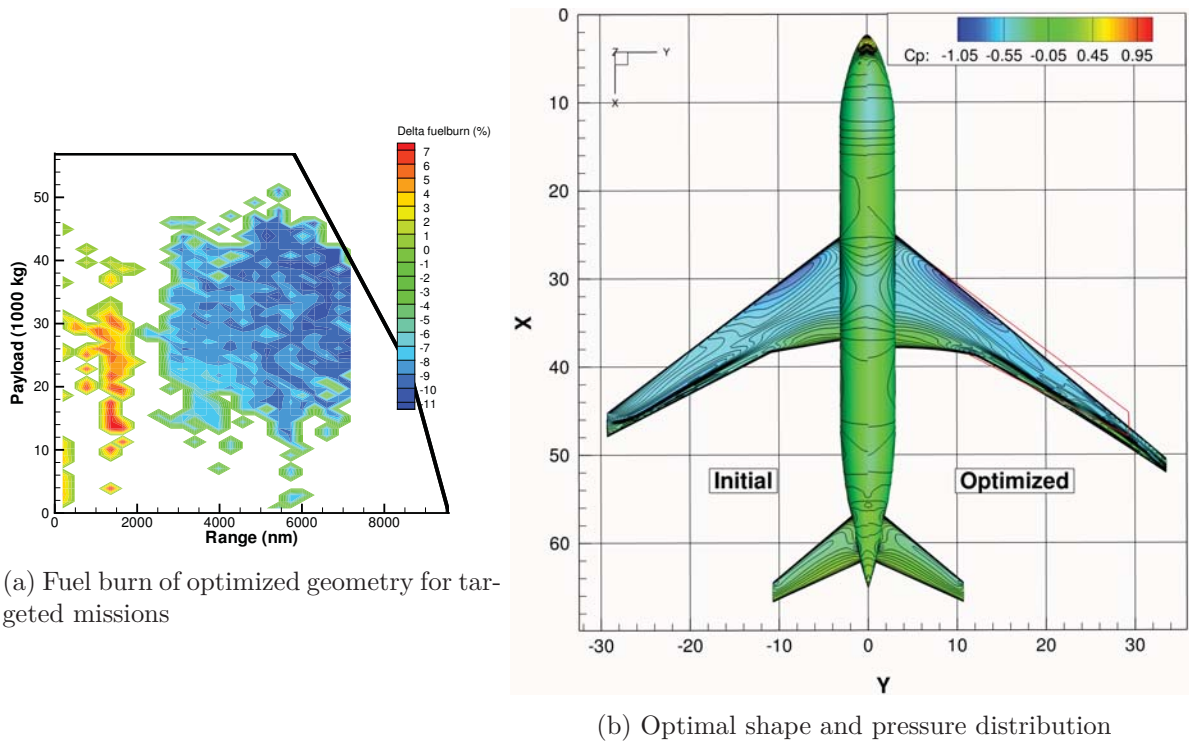 Delta fuelburn (%)
7
6
5
4
3
2
1
0
-1
-2
-3
-4
-5
-6
-7
-8
-9
-10
-11
50
40
30
20
10
0
Payload (1000 kg)
0 2000 4000 6000 8000
Range (nm)
(a) Fuel burn of optimized geometry for tar-
geted missions
Cp: -1.05 -0.55 -0.05 0.45 0.95
Z Y
X
0
10
20
30
40
50
60
X
Initial
Optimized
-30 -20 -10 0 10 20 30
Y
(b) Optimal shape and pressure distribution